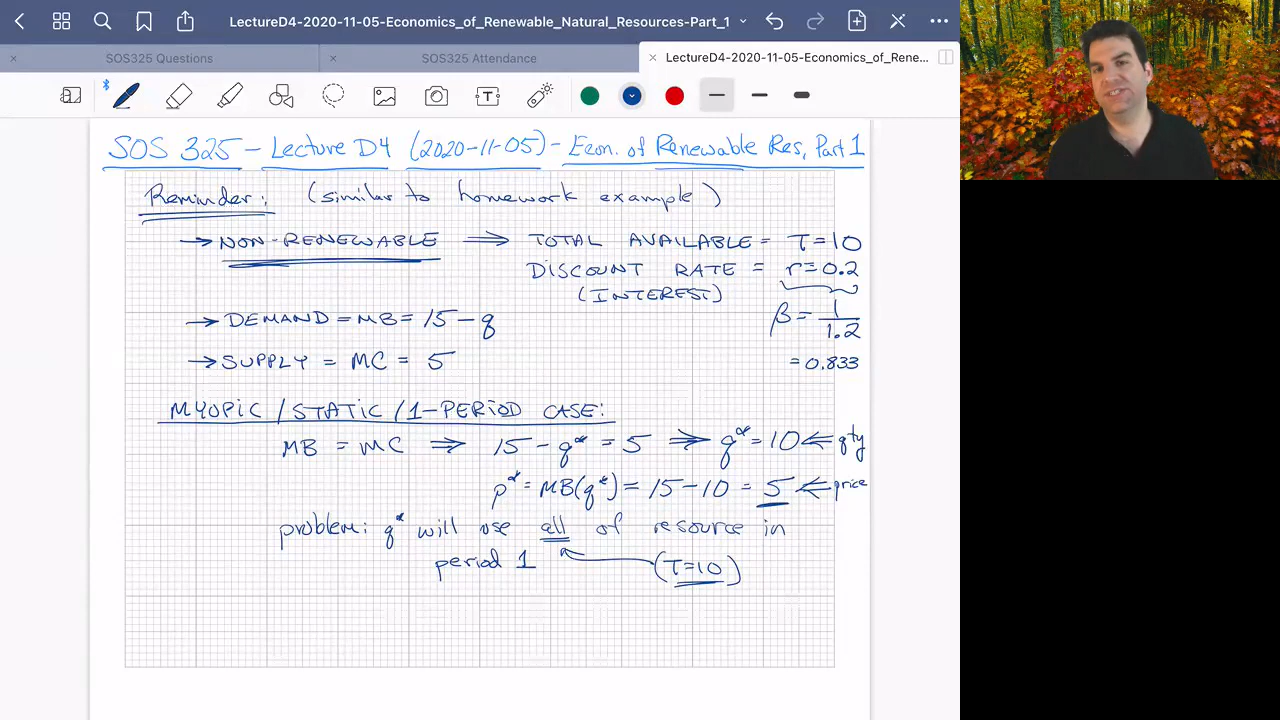 LectureD4-2020-11-05-Economics_of_Renewable_Natural_Resources-Part_1
SOS325 Questions
SOS325 Attendance
LectureD4-2020-11-05-Economics_of_Rene...
SOS 325 - Lecture D4 (2020-11-05) - Econ. of Renewable Res, Part 1
Reminder: (similar to homework example)
→ NON-RENEWABLE ⇒ TOTAL AVAILABLE = T = 10
DISCOUNT RATE = r = 0.2
(INTEREST)
→ DEMAND = MB = 15 - q
β = 1/1.2
→ SUPPLY = MC = 5
= 0.833
MYOPIC / STATIC / 1-PERIOD CASE:
MB = MC ⇒ 15 - q* = 5 ⇒ q* = 10 ← qty
p* = MB(q*) = 15 - 10 = 5 ← price
problem: q* will use all of resource in
period 1 (T=10)